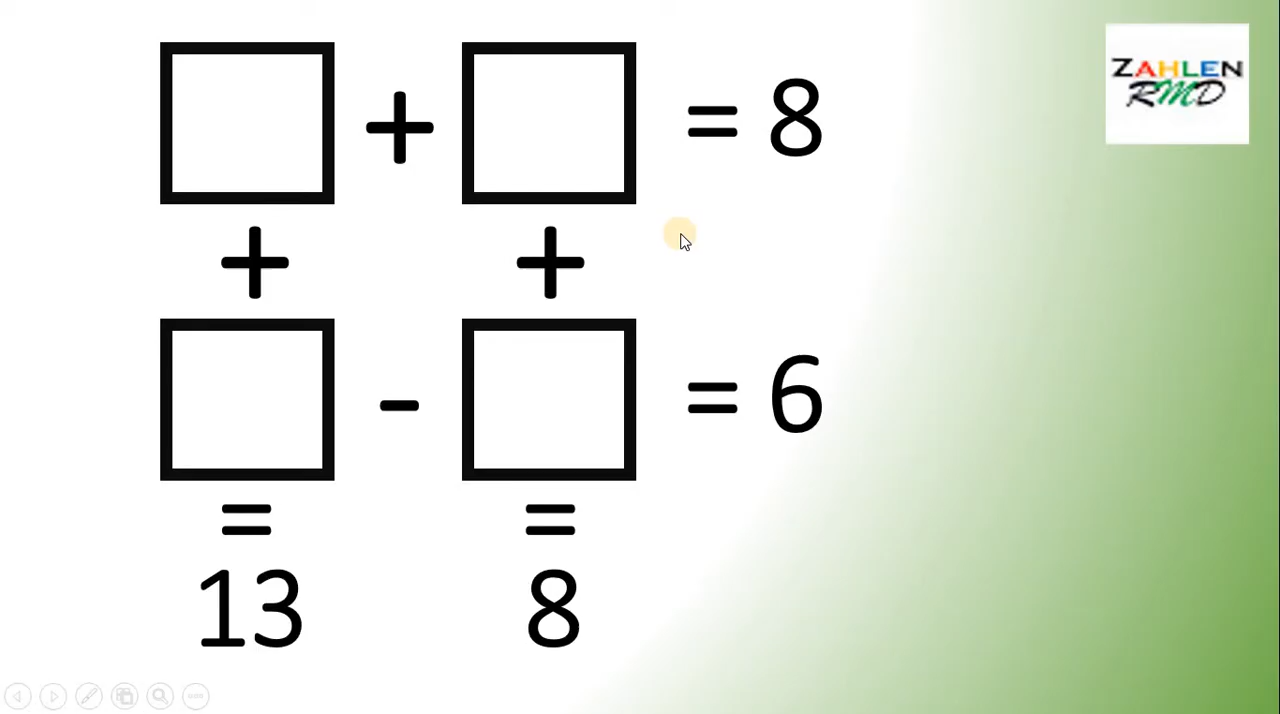 + = 8
ZAHLEN
RMD
+ +
- = 6
= =
13 8